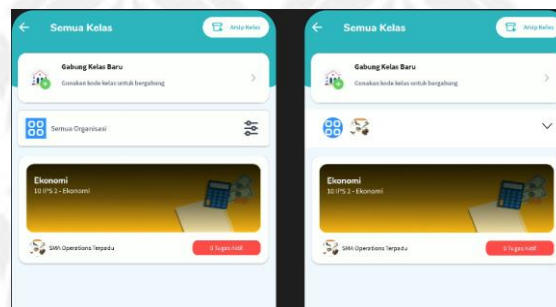 Semua Kelas
Arsip Kelas
Gabung Kelas Baru
Gunakan kode kelas untuk bergabung
Semua Organisasi
Ekonomi
10 IPS 2 - Ekonomi
SMA Operations Terpadu
0 Tugas Aktif
Semua Kelas
Arsip Kelas
Gabung Kelas Baru
Gunakan kode kelas untuk bergabung
Ekonomi
10 IPS 2 - Ekonomi
SMA Operations Terpadu
0 Tugas Aktif